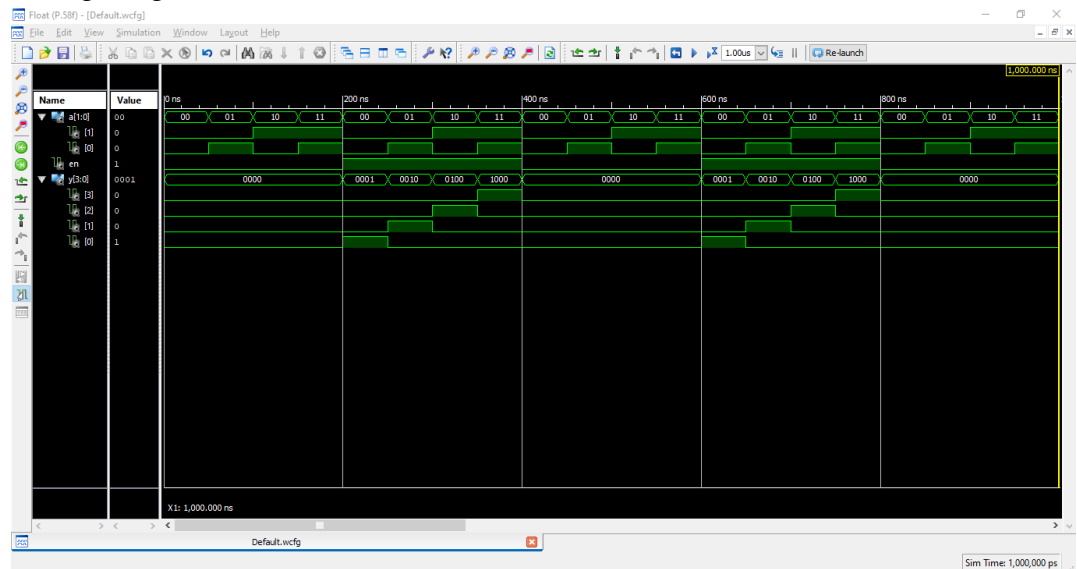 Float (P.58f) - [Default.wcfg]
File Edit View Simulation Window Layout Help
1.00us Re-launch
1,000.000 ns
Name Value 0 ns 200 ns 400 ns 600 ns 800 ns
a[1:0] 00 00 01 10 11 00 01 10 11 00 01 10 11 00 01 10 11 00 01 10 11
[1] 0
[0] 0
en 1
y[3:0] 0001 0000 0001 0010 0100 1000 0000 0001 0010 0100 1000 0000
[3] 0
[2] 0
[1] 0
[0] 1
X1: 1,000.000 ns
Default.wcfg
Sim Time: 1,000,000 ps